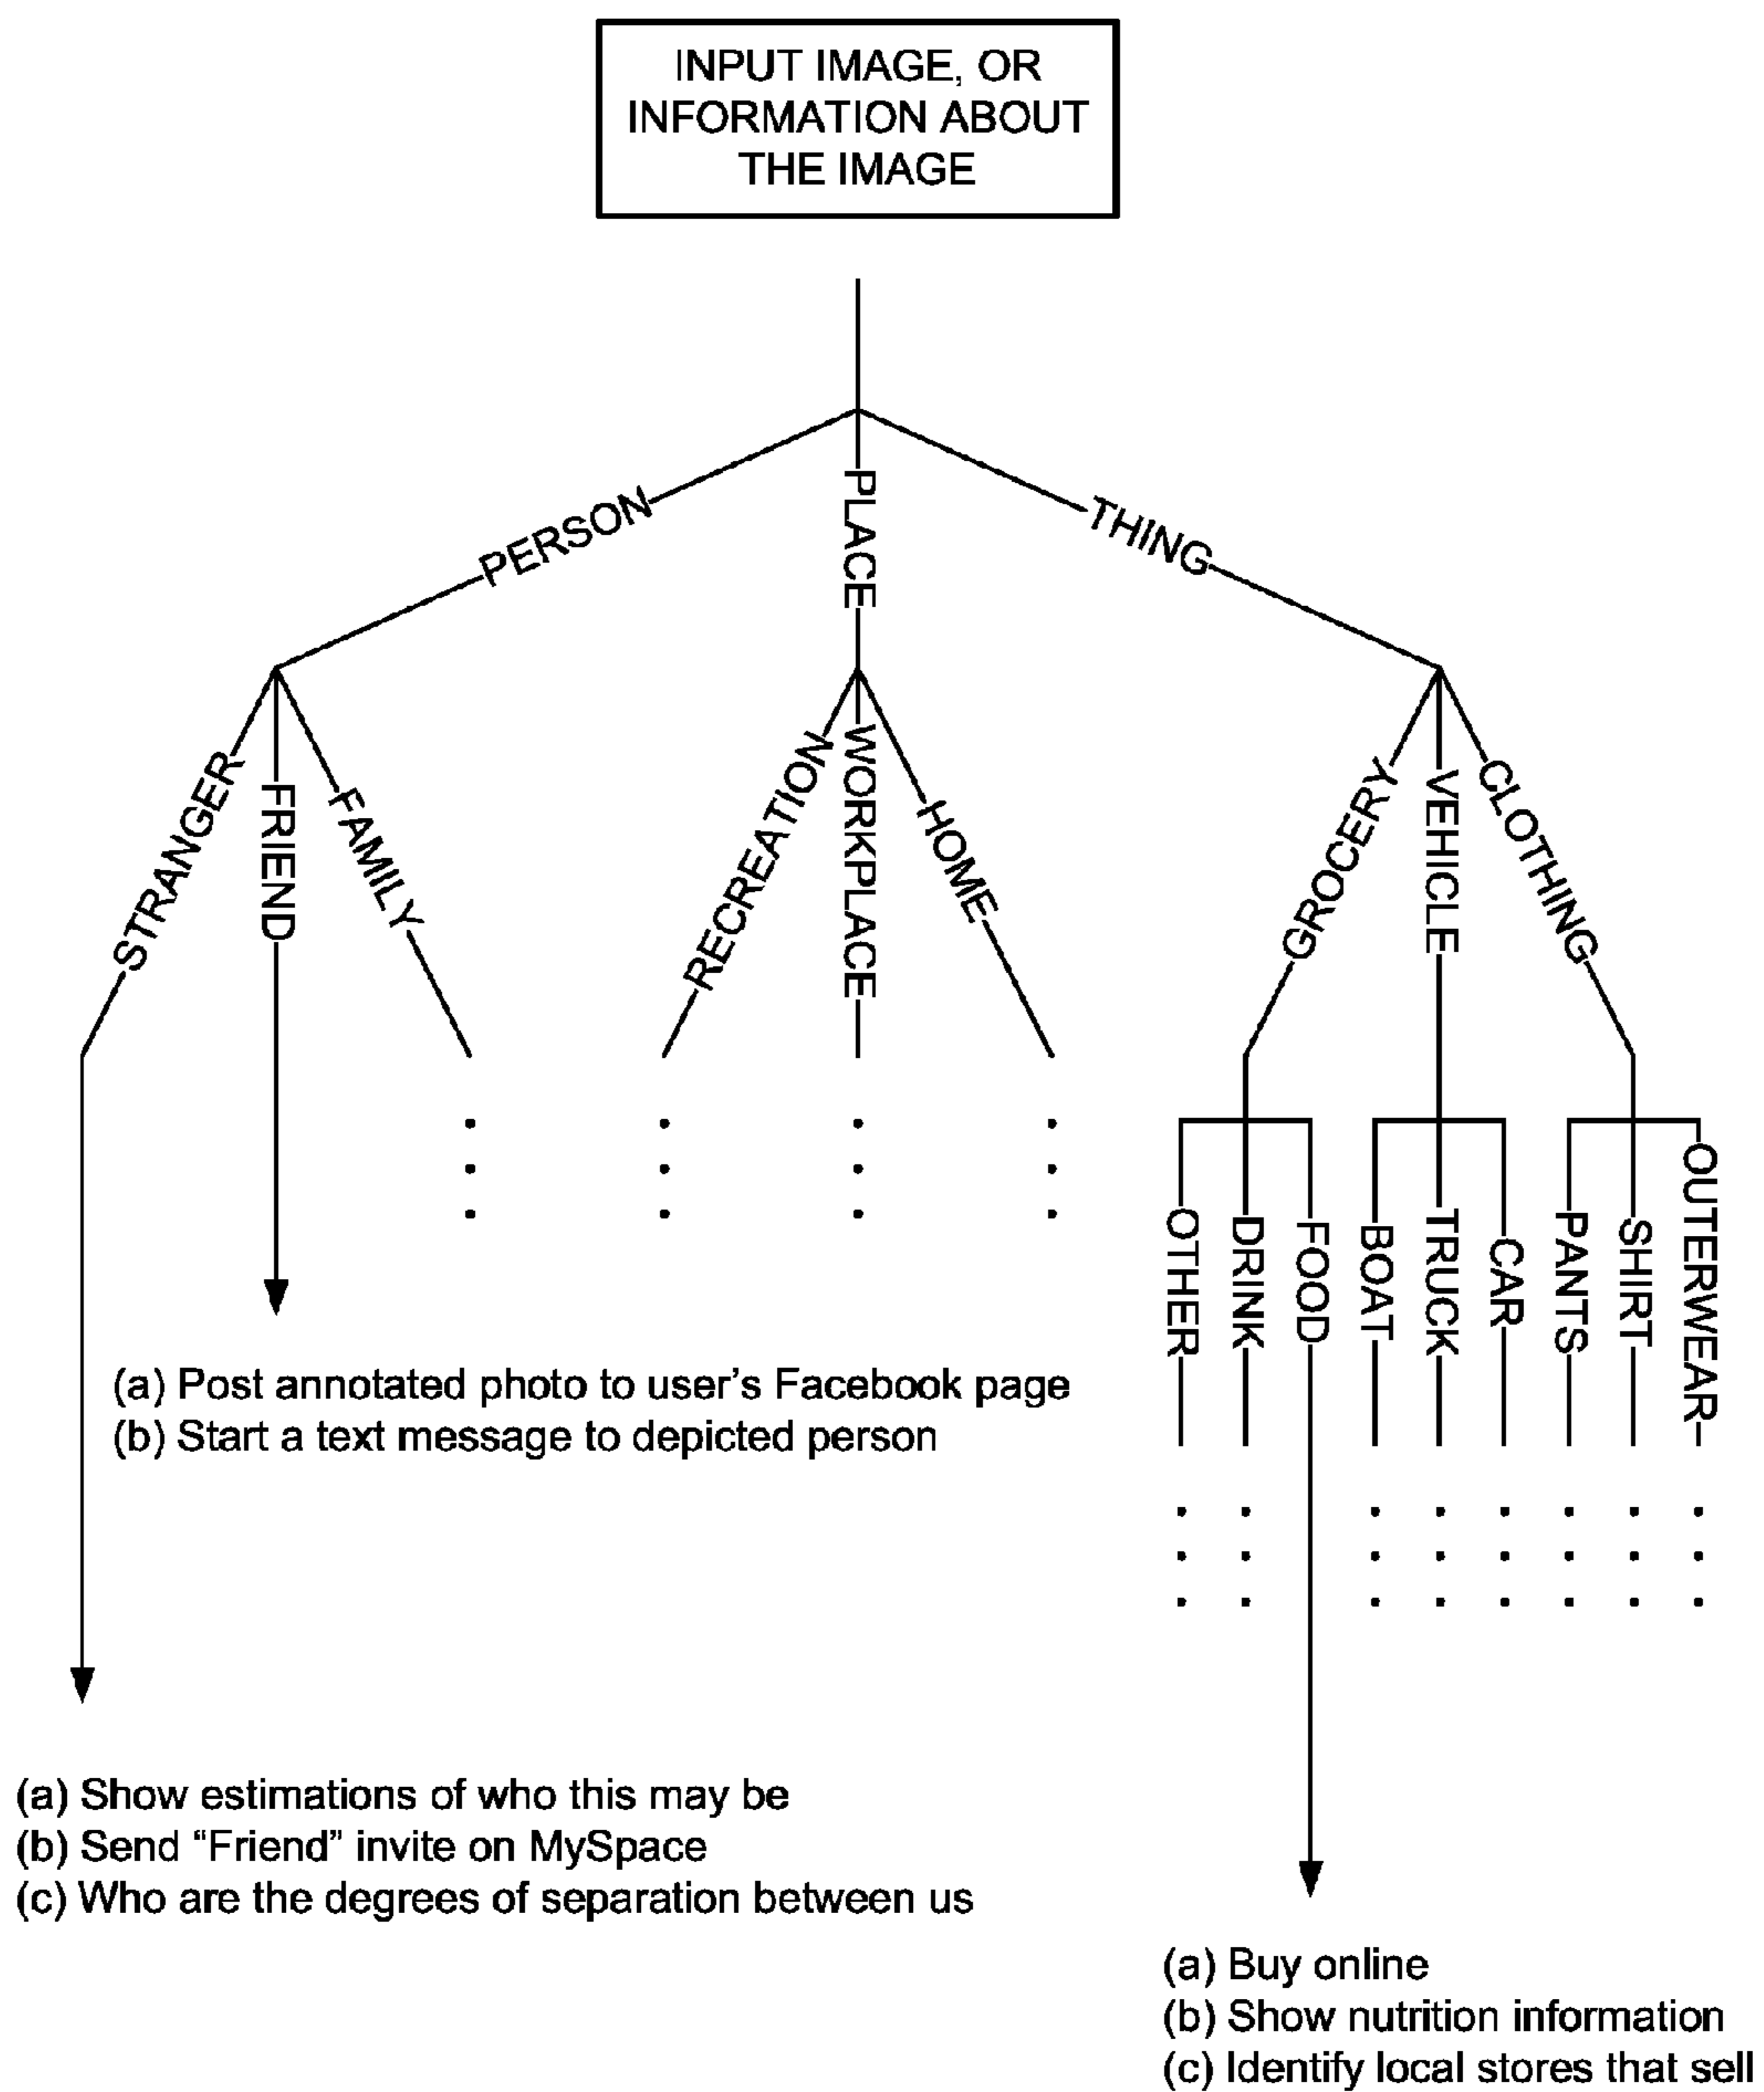 INPUT IMAGE, OR
INFORMATION ABOUT
THE IMAGE
PERSON
PLACE
THING
STRANGER
FRIEND
FAMILY
RECREATION
WORKPLACE
HOME
GROCERY
VEHICLE
CLOTHING
OTHER
DRINK
FOOD
BOAT
TRUCK
CAR
PANTS
SHIRT
OUTERWEAR
(a) Post annotated photo to user’s Facebook page
(b) Start a text message to depicted person
(a) Show estimations of who this may be
(b) Send “Friend” invite on MySpace
(c) Who are the degrees of separation between us
(a) Buy online
(b) Show nutrition information
(c) Identify local stores that sell